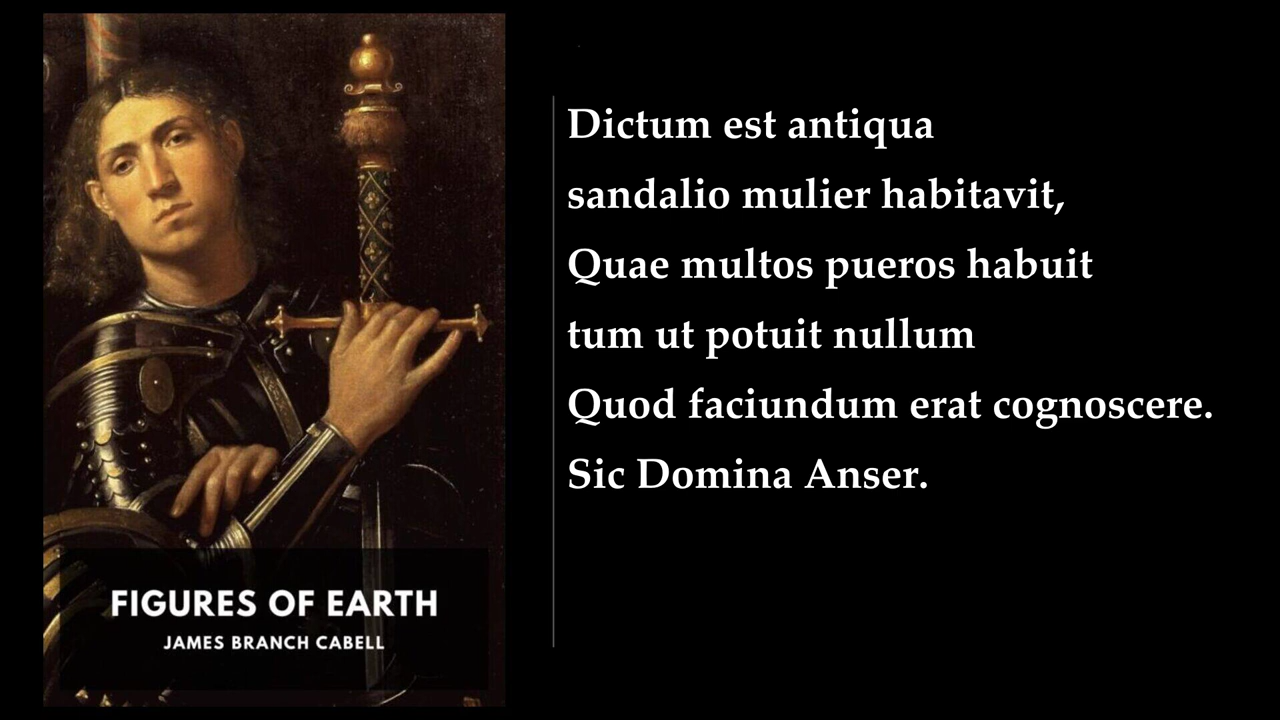 FIGURES OF EARTH
JAMES BRANCH CABELL
Dictum est antiqua
sandalio mulier habitavit,
Quae multos pueros habuit
tum ut potuit nullum
Quod faciundum erat cognoscere.
Sic Domina Anser.